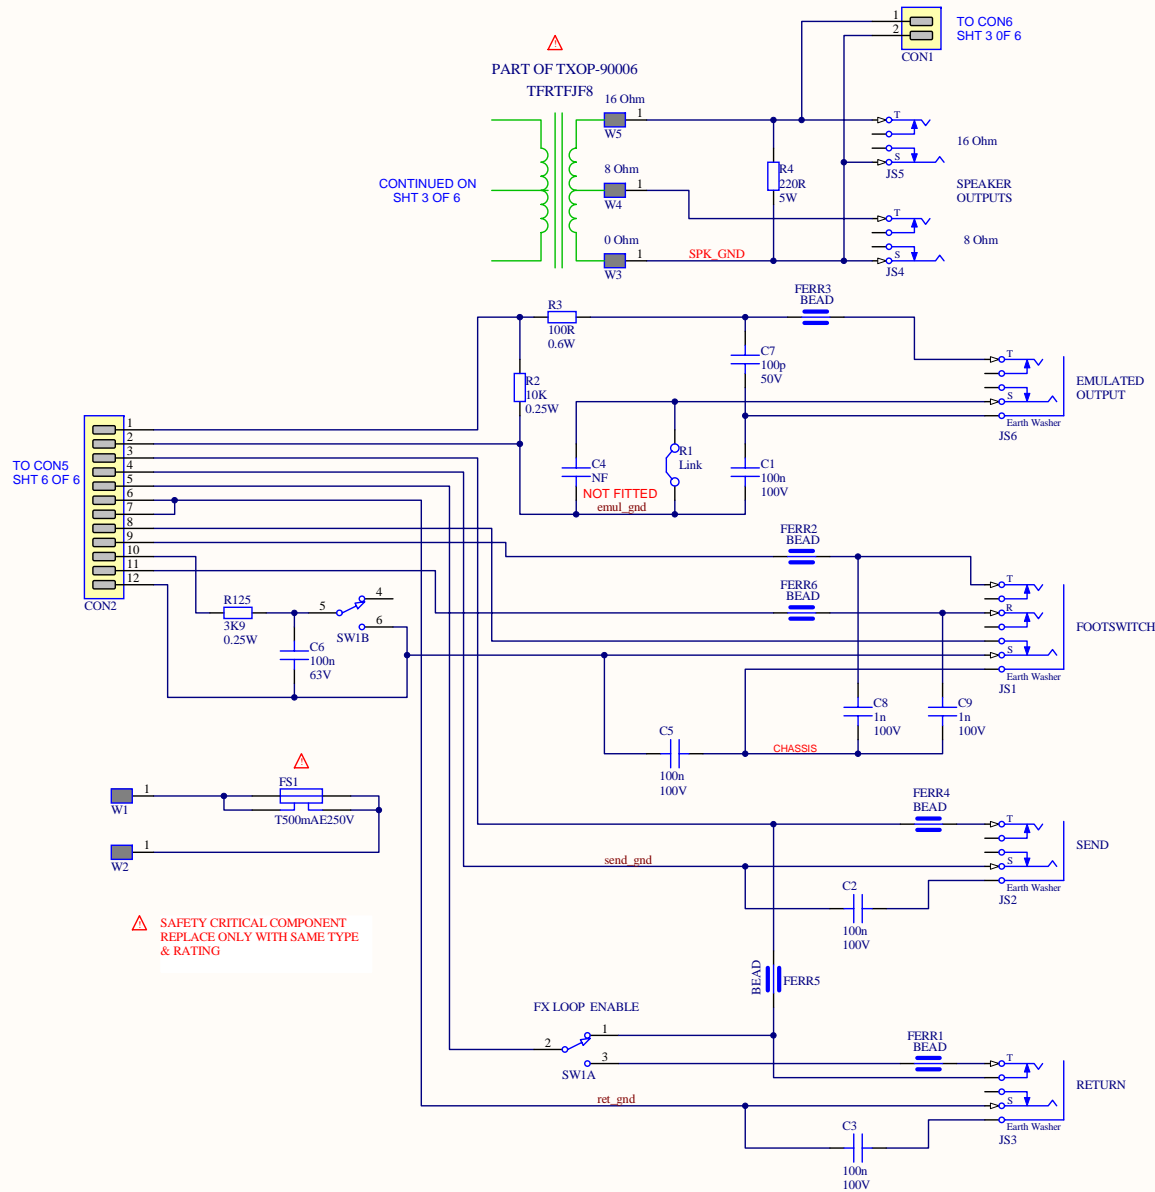 1
2
TO CON6
SHT 3 0F 6
CON1
PART OF TXOP-90006
TFRTFJF8
16 Ohm
1
W5
T
16 Ohm
S
JS5
8 Ohm
1
W4
R4
220R
5W
SPEAKER
OUTPUTS
CONTINUED ON
SHT 3 OF 6
T
8 Ohm
S
JS4
0 Ohm
1
W3
SPK_GND
FERR3
BEAD
R3
100R
0.6W
C7
100p
50V
T
S
Earth Washer
JS6
EMULATED
OUTPUT
R2
10K
0.25W
TO CON5
SHT 6 OF 6
1
2
3
4
5
6
7
8
9
10
11
12
CON2
C4
NF
R1
Link
C1
100n
100V
NOT FITTED
emul_gnd
FERR2
BEAD
FERR6
BEAD
T
R
S
Earth Washer
JS1
FOOTSWITCH
R125
3K9
0.25W
5
4
6
SW1B
C6
100n
63V
C8
1n
100V
C9
1n
100V
C5
100n
100V
CHASSIS
W1
1
FS1
T500mAE250V
W2
1
FERR4
BEAD
T
S
Earth Washer
JS2
SEND
send_gnd
C2
100n
100V
SAFETY CRITICAL COMPONENT
REPLACE ONLY WITH SAME TYPE
& RATING
BEAD
FERR5
FX LOOP ENABLE
2
1
3
SW1A
FERR1
BEAD
T
S
Earth Washer
JS3
RETURN
ret_gnd
C3
100n
100V